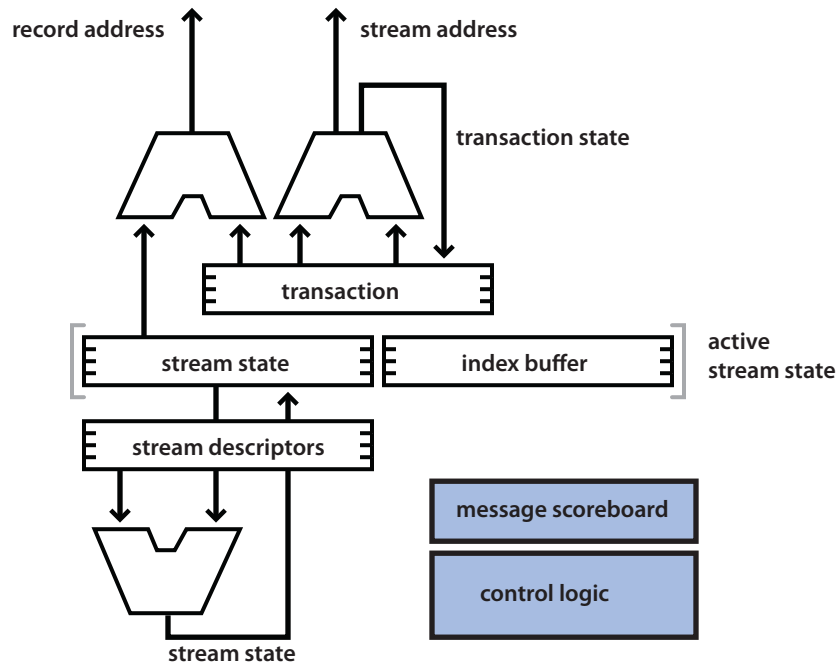 record address
stream address
transaction state
transaction
stream state
index buffer
active
stream state
stream descriptors
message scoreboard
control logic
stream state